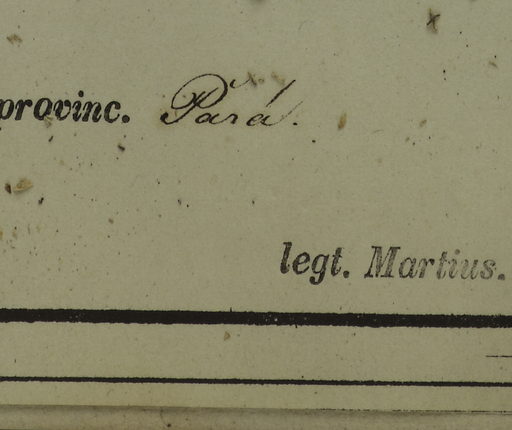 provinc. Pará.
legt. Martius.